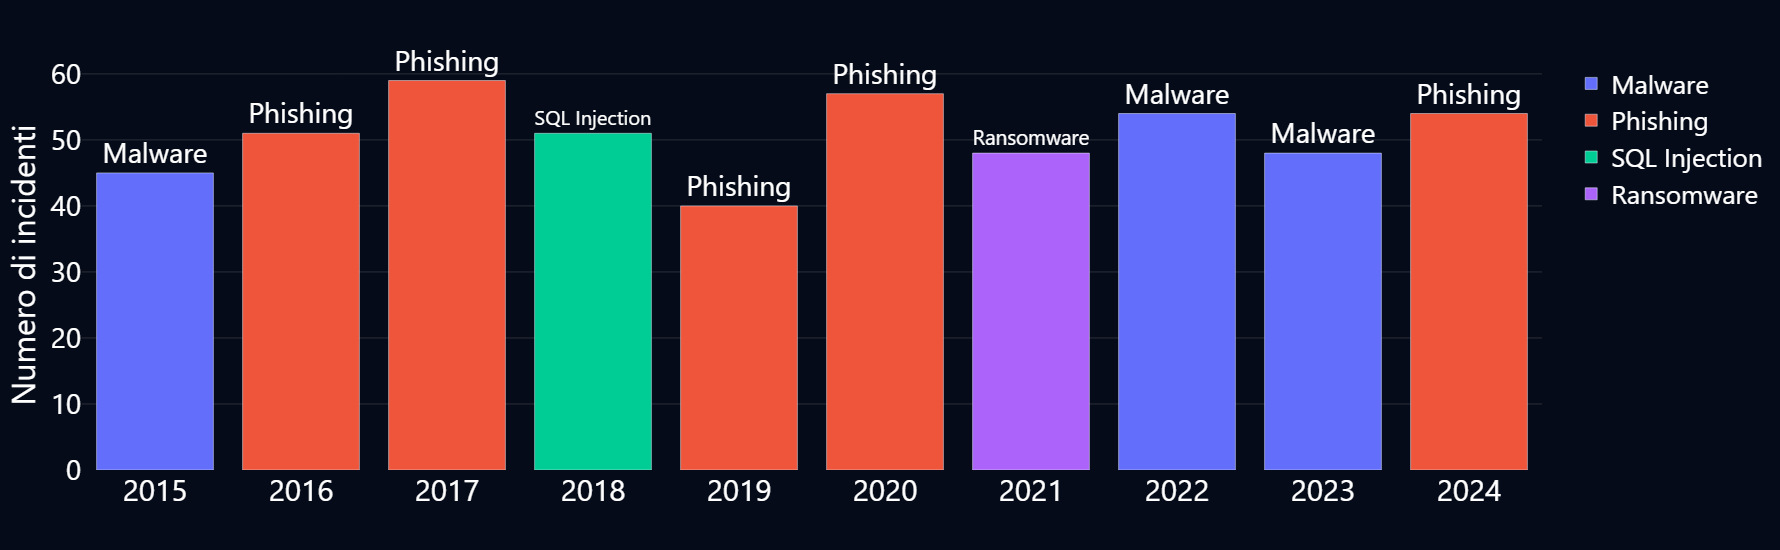 Numero di incidenti
60
50
40
30
20
10
0
Malware
Phishing
Phishing
SQL Injection
Phishing
Phishing
Ransomware
Malware
Malware
Phishing
2015
2016
2017
2018
2019
2020
2021
2022
2023
2024
Malware
Phishing
SQL Injection
Ransomware